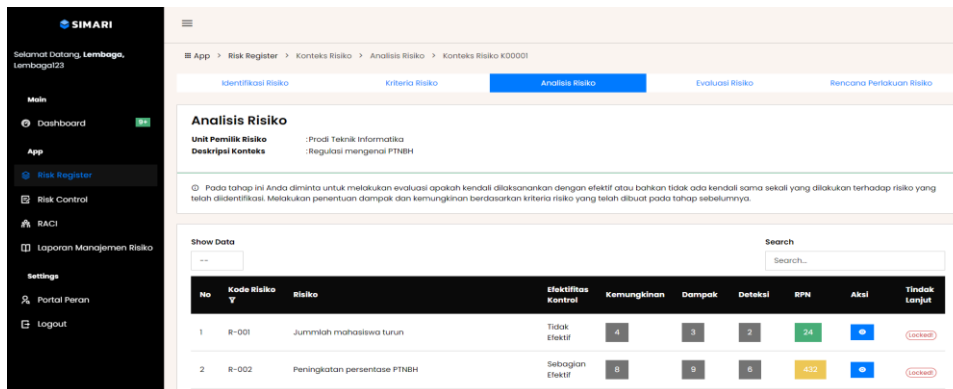 SIMARI
Selamat Datang, Lembaga,
Lembaga123
Main
Dashboard
9+
App
Risk Register
Risk Control
RACI
Laporan Manajemen Risiko
Settings
Portal Peran
Logout
App > Risk Register > Konteks Risiko > Analisis Risiko > Konteks Risiko K00001
Identifikasi Risiko Kriteria Risiko Analisis Risiko Evaluasi Risiko Rencana Perlakuan Risiko
Analisis Risiko
Unit Pemilik Risiko : Prodi Teknik Informatika
Deskripsi Konteks : Regulasi mengenai PTNBH
Pada tahap ini Anda diminta untuk melakukan evaluasi apakah kendali dilaksanankan dengan efektif atau bahkan tidak ada kendali sama sekali yang dilakukan terhadap risiko yang
telah diidentifikasi. Melakukan penentuan dampak dan kemungkinan berdasarkan kriteria risiko yang telah dibuat pada tahap sebelumnya.
Show Data Search
-- Search...
No Kode Risiko Risiko Efektifitas Kontrol Kemungkinan Dampak Deteksi RPN Aksi Tindak Lanjut
1 R-001 Jummlah mahasiswa turun Tidak Efektif 4 3 2 24 Locked!
2 R-002 Peningkatan persentase PTNBH Sebagian Efektif 8 9 6 432 Locked!